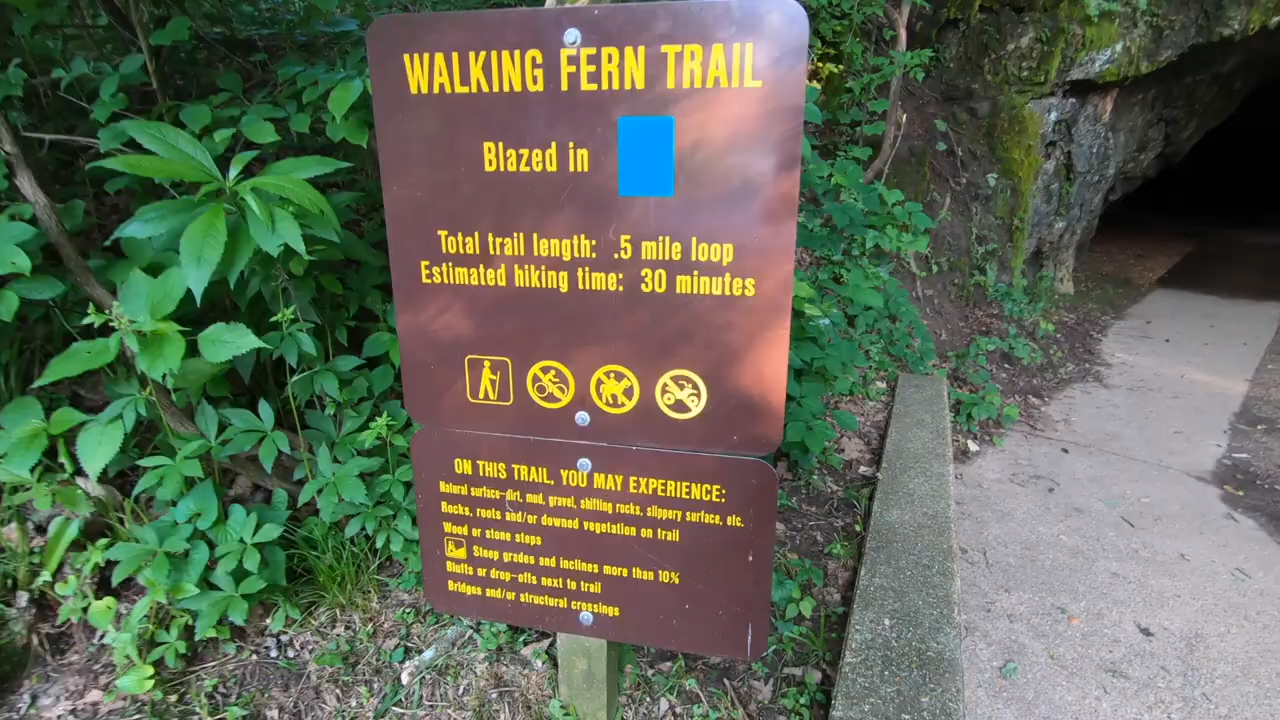 WALKING FERN TRAIL
Blazed in
Total trail length: .5 mile loop
Estimated hiking time: 30 minutes
ON THIS TRAIL, YOU MAY EXPERIENCE:
Natural surface-dirt, mud, gravel, shifting rocks, slippery surface, etc.
Rocks, roots and/or downed vegetation on trail
Wood or stone steps
Steep grades and inclines more than 10%
Bluffs or drop-offs next to trail
Bridges and/or structural crossings